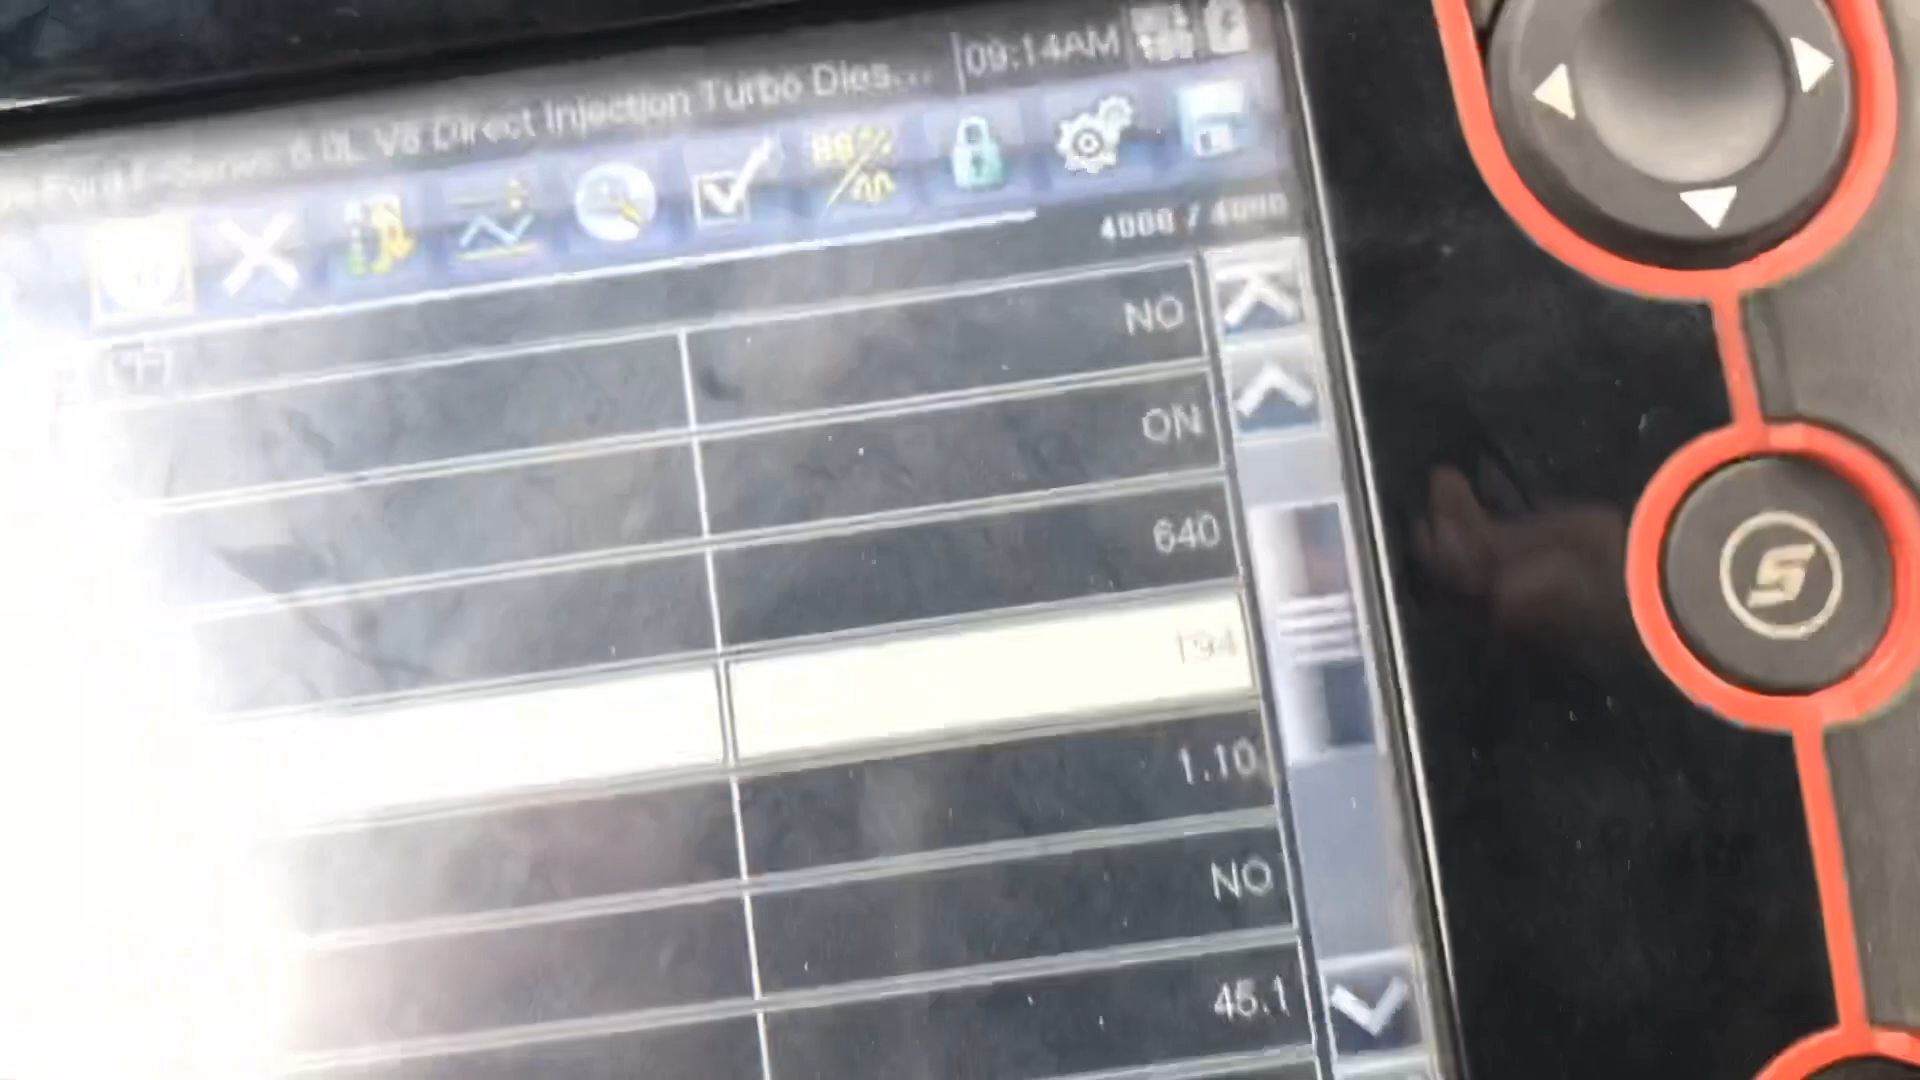 Ford E-Series 6.0L V8 Direct Injection Turbo Dies... 09:14AM
4000 / 4000
(°F)
NO
ON
640
194
1.10
NO
45.1